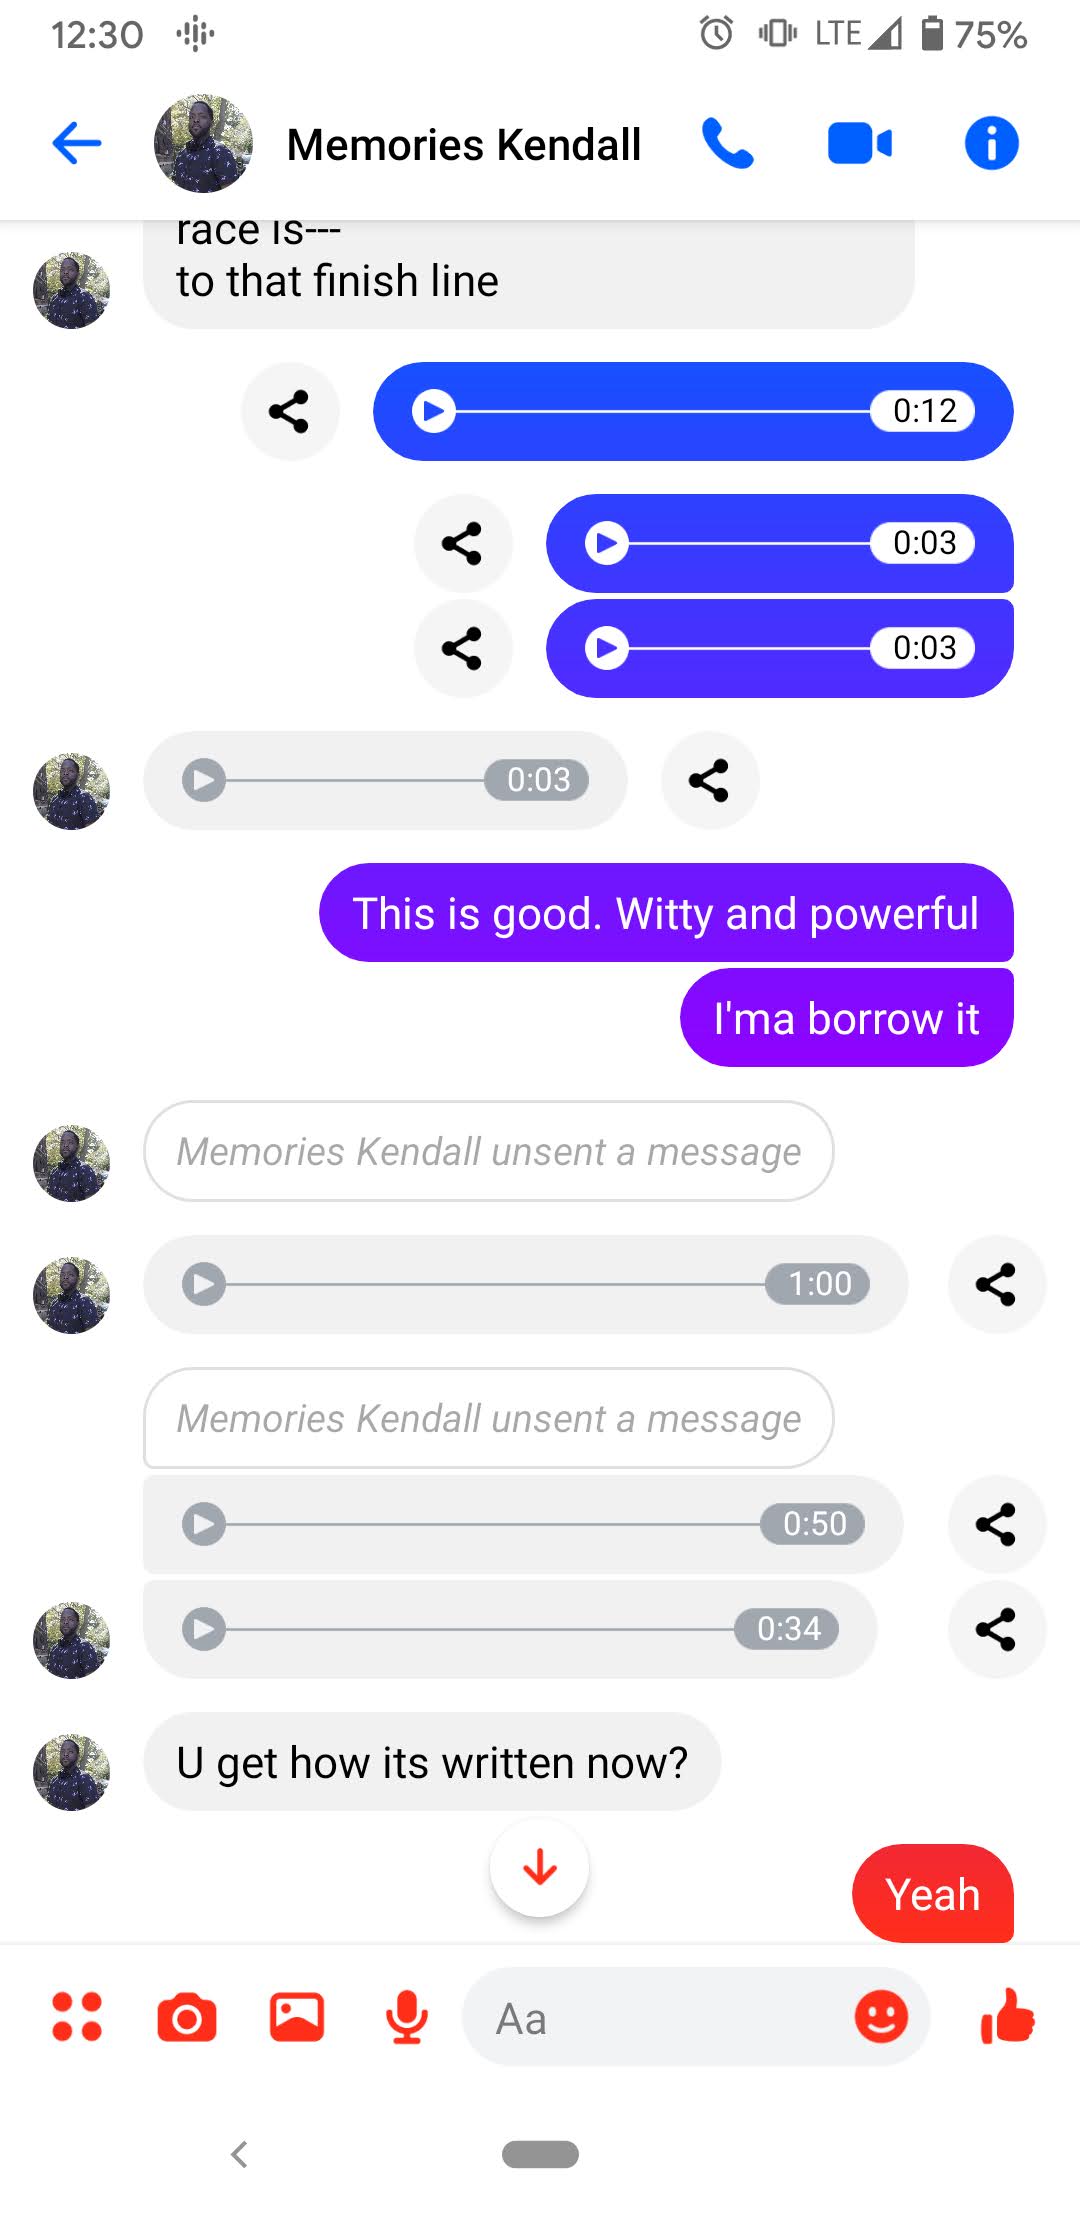 12:30 LTE 75%
Memories Kendall
race is---
to that finish line
0:12
0:03
0:03
0:03
This is good. Witty and powerful
I'ma borrow it
Memories Kendall unsent a message
1:00
Memories Kendall unsent a message
0:50
0:34
U get how its written now?
Yeah
Aa